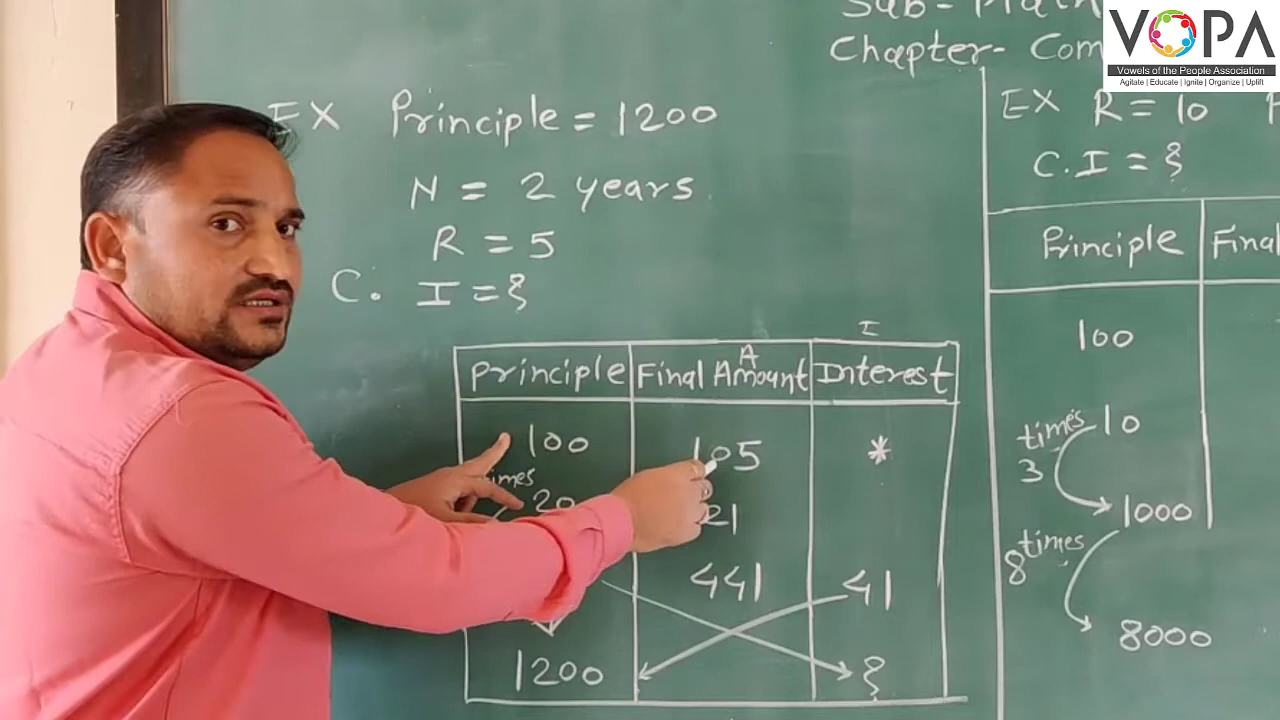 Sub- Math
Chapter- Com
VOPA
Vowels of the People Association
Agitate | Educate | Ignite | Organize | Uplift
EX Principle = 1200
N = 2 years
R = 5
C. I = ?
I
A
Principle Final Amount Interest
100 105 *
times
20 21
441 41
1200 ?
EX R = 10 P
C.I = ?
Principle Final
100
times 10
3
1000
times
8
8000